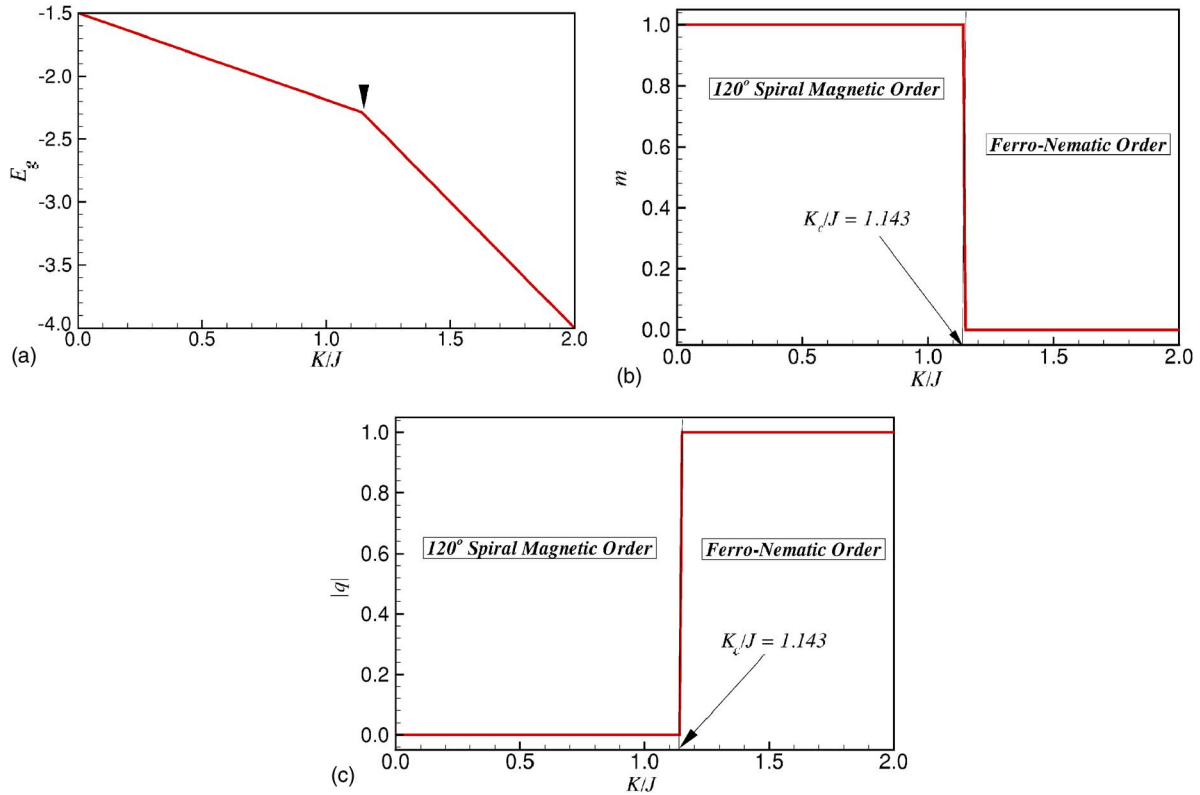 -1.5
-2.0
-2.5
-3.0
-3.5
-4.0
E_g
0.0 0.5 1.0 1.5 2.0
K/J
(a)
1.0
0.8
0.6
0.4
0.2
0.0
m
120° Spiral Magnetic Order
Ferro-Nematic Order
K_c/J = 1.143
0.0 0.5 1.0 1.5 2.0
K/J
(b)
1.0
0.8
0.6
0.4
0.2
0.0
|q|
120° Spiral Magnetic Order
Ferro-Nematic Order
K_c/J = 1.143
0.0 0.5 1.0 1.5 2.0
K/J
(c)